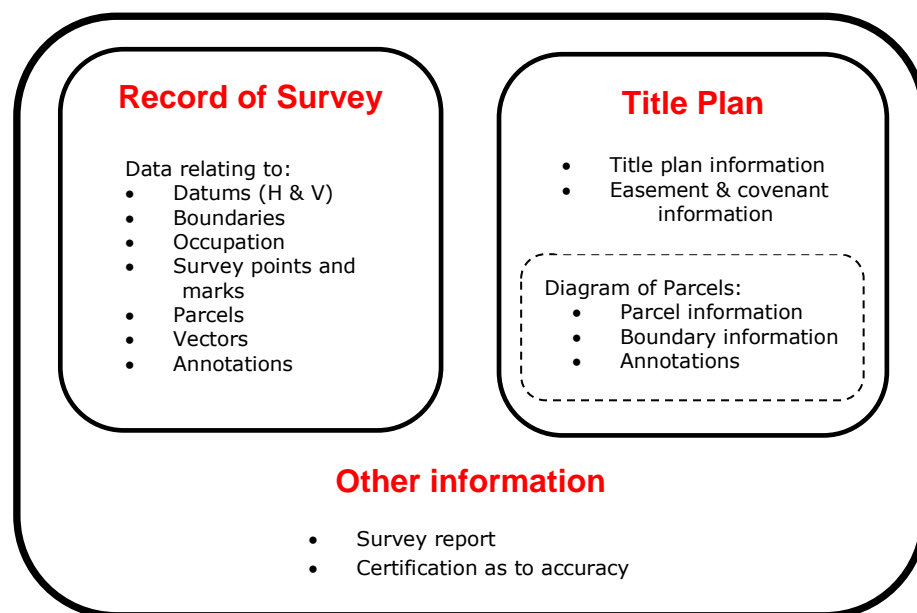 Record of Survey
Data relating to:
• Datums (H & V)
• Boundaries
• Occupation
• Survey points and
marks
• Parcels
• Vectors
• Annotations
Title Plan
• Title plan information
• Easement & covenant
information
Diagram of Parcels:
• Parcel information
• Boundary information
• Annotations
Other information
• Survey report
• Certification as to accuracy